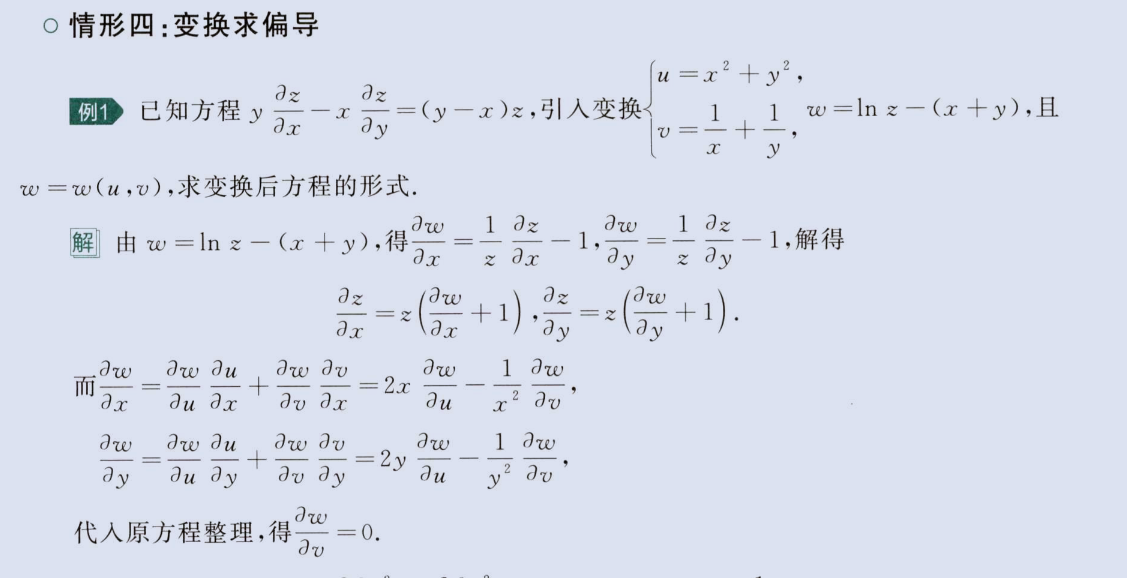 ○ 情形四:变换求偏导
例1 已知方程 $y\frac{\partial z}{\partial x}-x\frac{\partial z}{\partial y}=(y-x)z$,引入变换$\begin{cases}u=x^2+y^2,\\v=\frac{1}{x}+\frac{1}{y},\end{cases}$ $w=\ln z-(x+y)$,且
$w=w(u,v)$,求变换后方程的形式.
解 由 $w=\ln z-(x+y)$,得$\frac{\partial w}{\partial x}=\frac{1}{z}\frac{\partial z}{\partial x}-1,\frac{\partial w}{\partial y}=\frac{1}{z}\frac{\partial z}{\partial y}-1$,解得
$\frac{\partial z}{\partial x}=z\left(\frac{\partial w}{\partial x}+1\right),\frac{\partial z}{\partial y}=z\left(\frac{\partial w}{\partial y}+1\right).$
而$\frac{\partial w}{\partial x}=\frac{\partial w}{\partial u}\frac{\partial u}{\partial x}+\frac{\partial w}{\partial v}\frac{\partial v}{\partial x}=2x\frac{\partial w}{\partial u}-\frac{1}{x^2}\frac{\partial w}{\partial v},$
$\frac{\partial w}{\partial y}=\frac{\partial w}{\partial u}\frac{\partial u}{\partial y}+\frac{\partial w}{\partial v}\frac{\partial v}{\partial y}=2y\frac{\partial w}{\partial u}-\frac{1}{y^2}\frac{\partial w}{\partial v},$
代入原方程整理,得$\frac{\partial w}{\partial v}=0.$